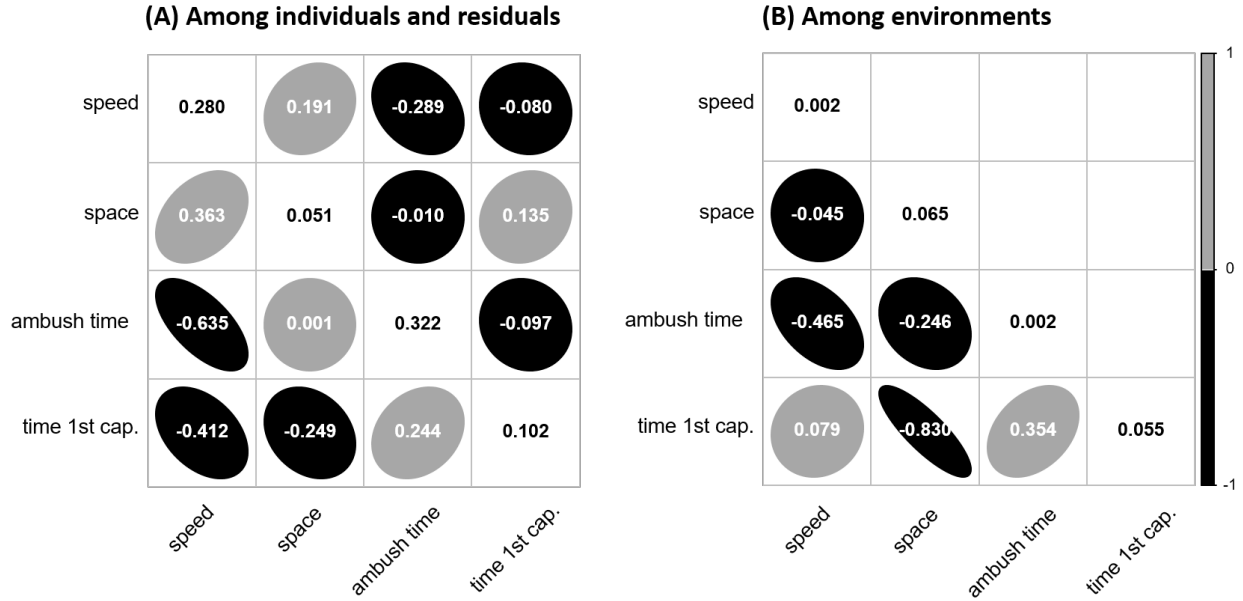 (A) Among individuals and residuals
speed 0.280 0.191 -0.289 -0.080
space 0.363 0.051 -0.010 0.135
ambush time -0.635 0.001 0.322 -0.097
time 1st cap. -0.412 -0.249 0.244 0.102
speed space ambush time time 1st cap.
(B) Among environments
speed 0.002
space -0.045 0.065
ambush time -0.465 -0.246 0.002
time 1st cap. 0.079 -0.830 0.354 0.055
speed space ambush time time 1st cap.
1
0
-1